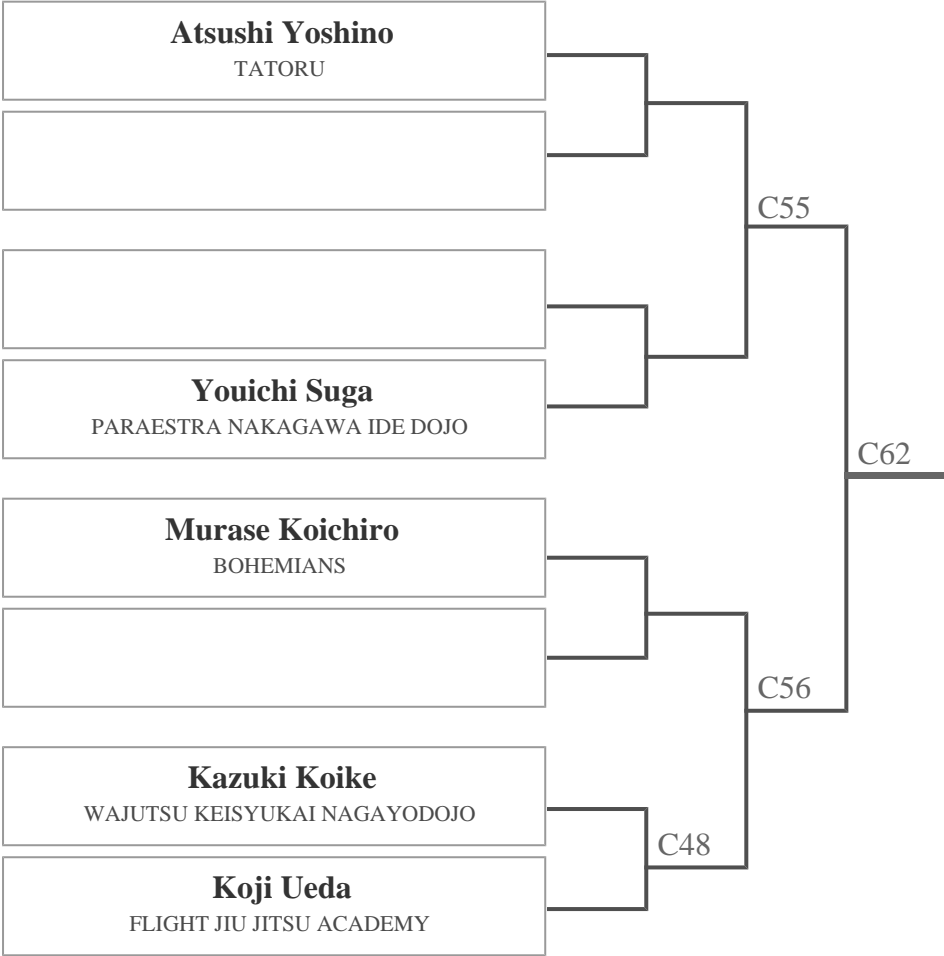 Atsushi Yoshino
TATORU
C55
Youichi Suga
PARAESTRA NAKAGAWA IDE DOJO
C62
Murase Koichiro
BOHEMIANS
C56
Kazuki Koike
WAJUTSU KEISYUKAI NAGAYODOJO
C48
Koji Ueda
FLIGHT JIU JITSU ACADEMY